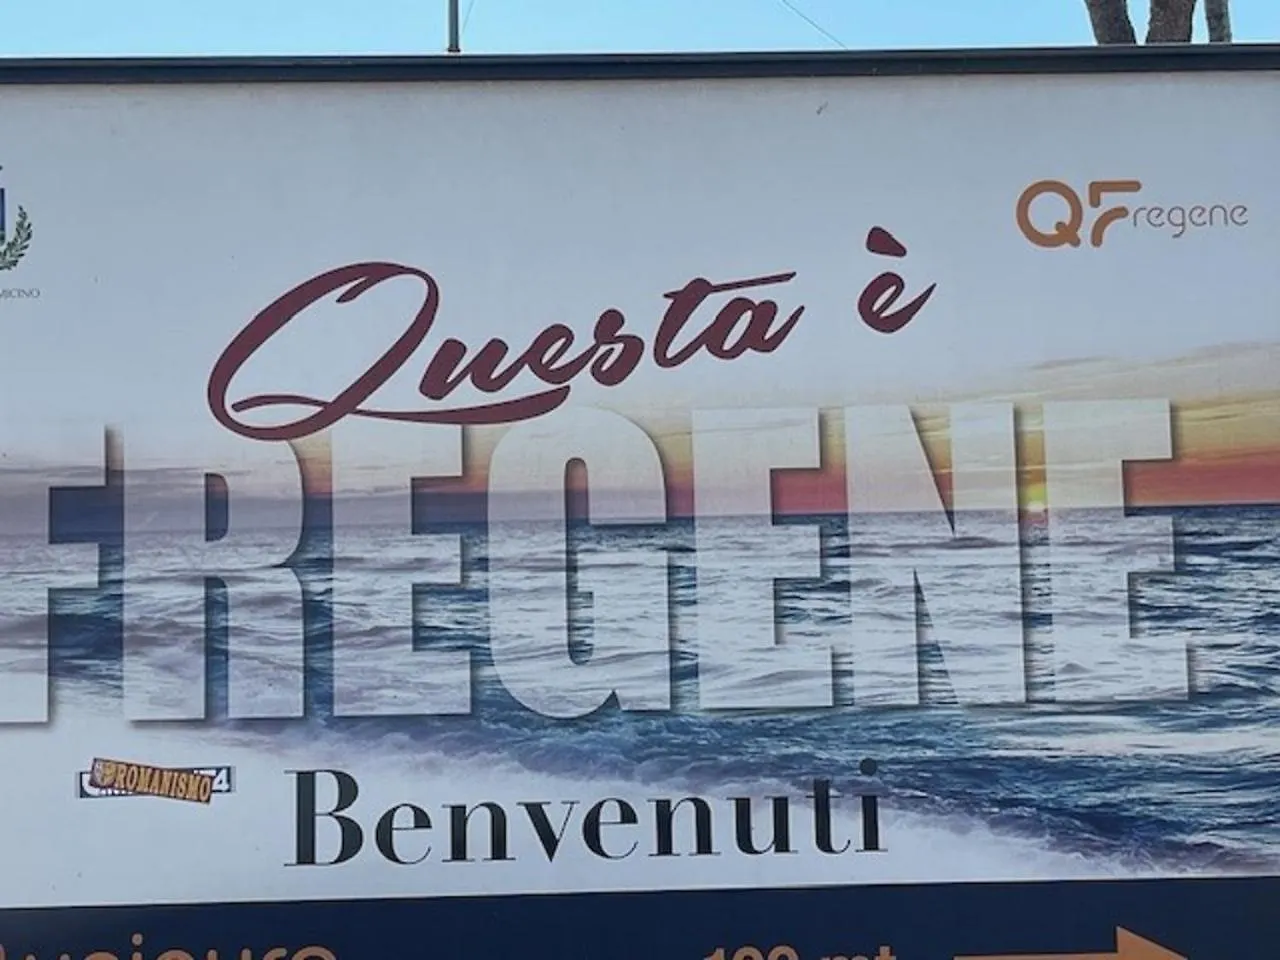 QFregene
Questa è
FREGENE
ROMANISMO
Benvenuti